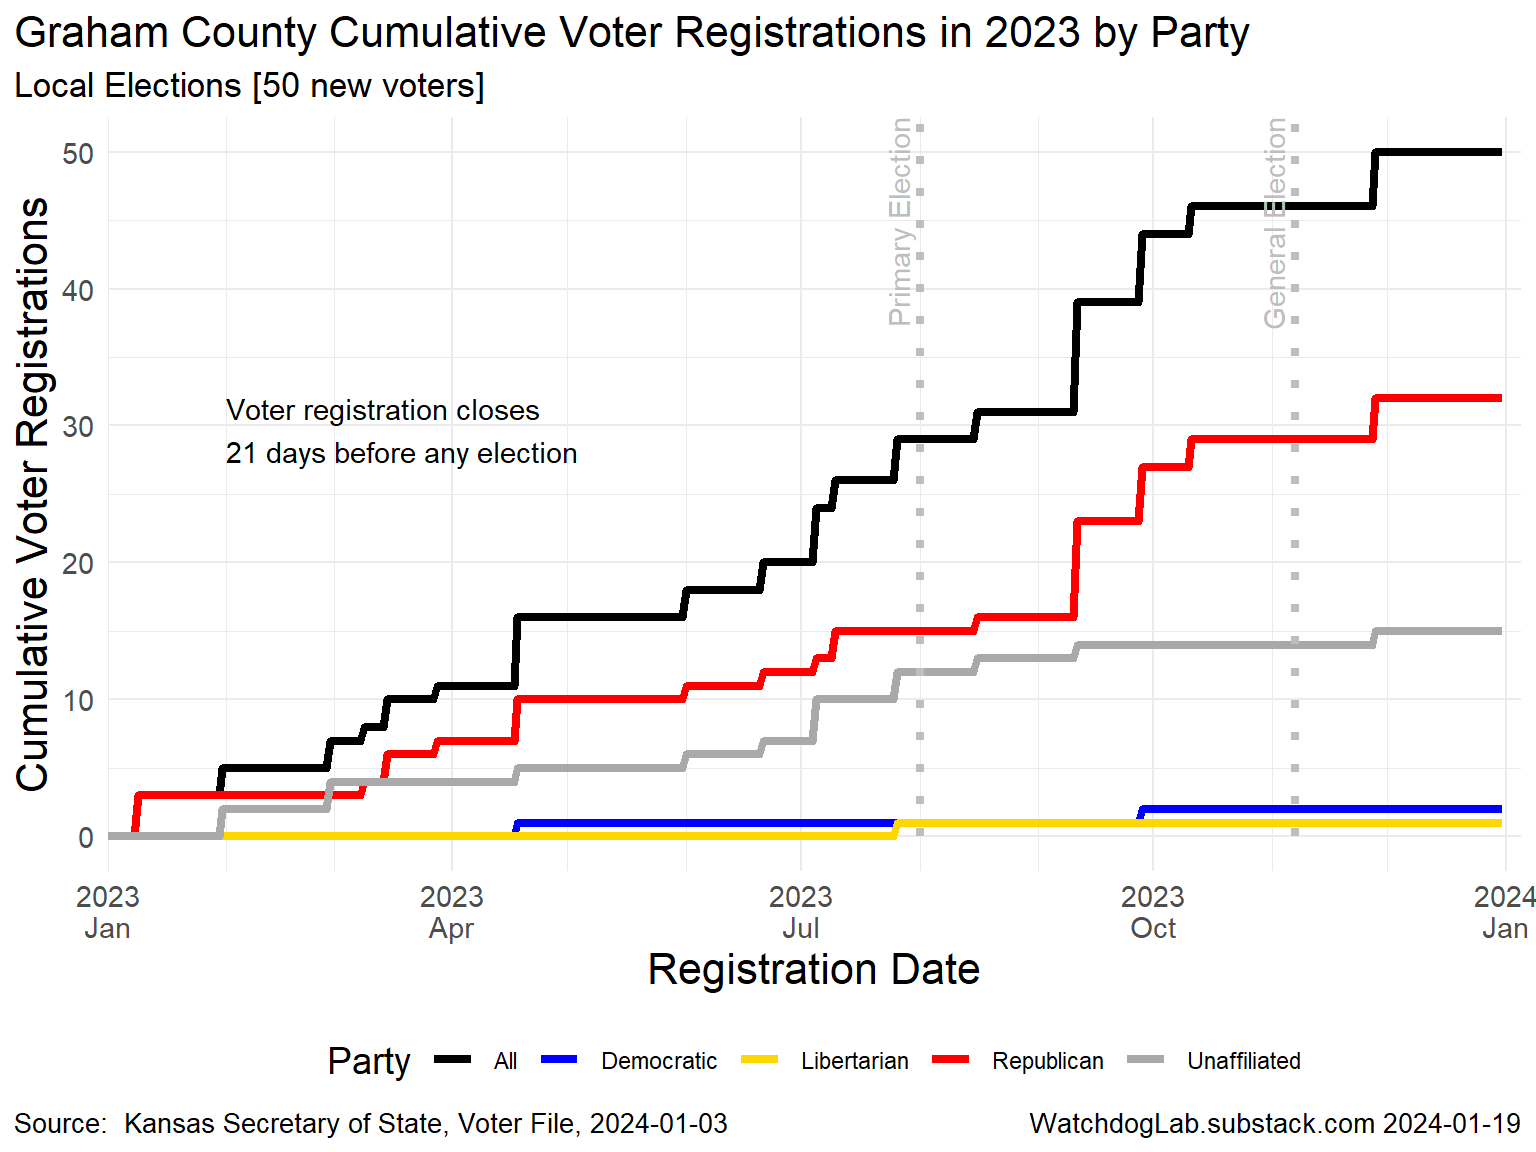 Graham County Cumulative Voter Registrations in 2023 by Party
Local Elections [50 new voters]
Cumulative Voter Registrations
50
40
30
20
10
0
Primary Election
General Election
Voter registration closes
21 days before any election
2023 2023 2023 2023 2024
Jan Apr Jul Oct Jan
Registration Date
Party All Democratic Libertarian Republican Unaffiliated
Source:  Kansas Secretary of State, Voter File, 2024-01-03
WatchdogLab.substack.com 2024-01-19